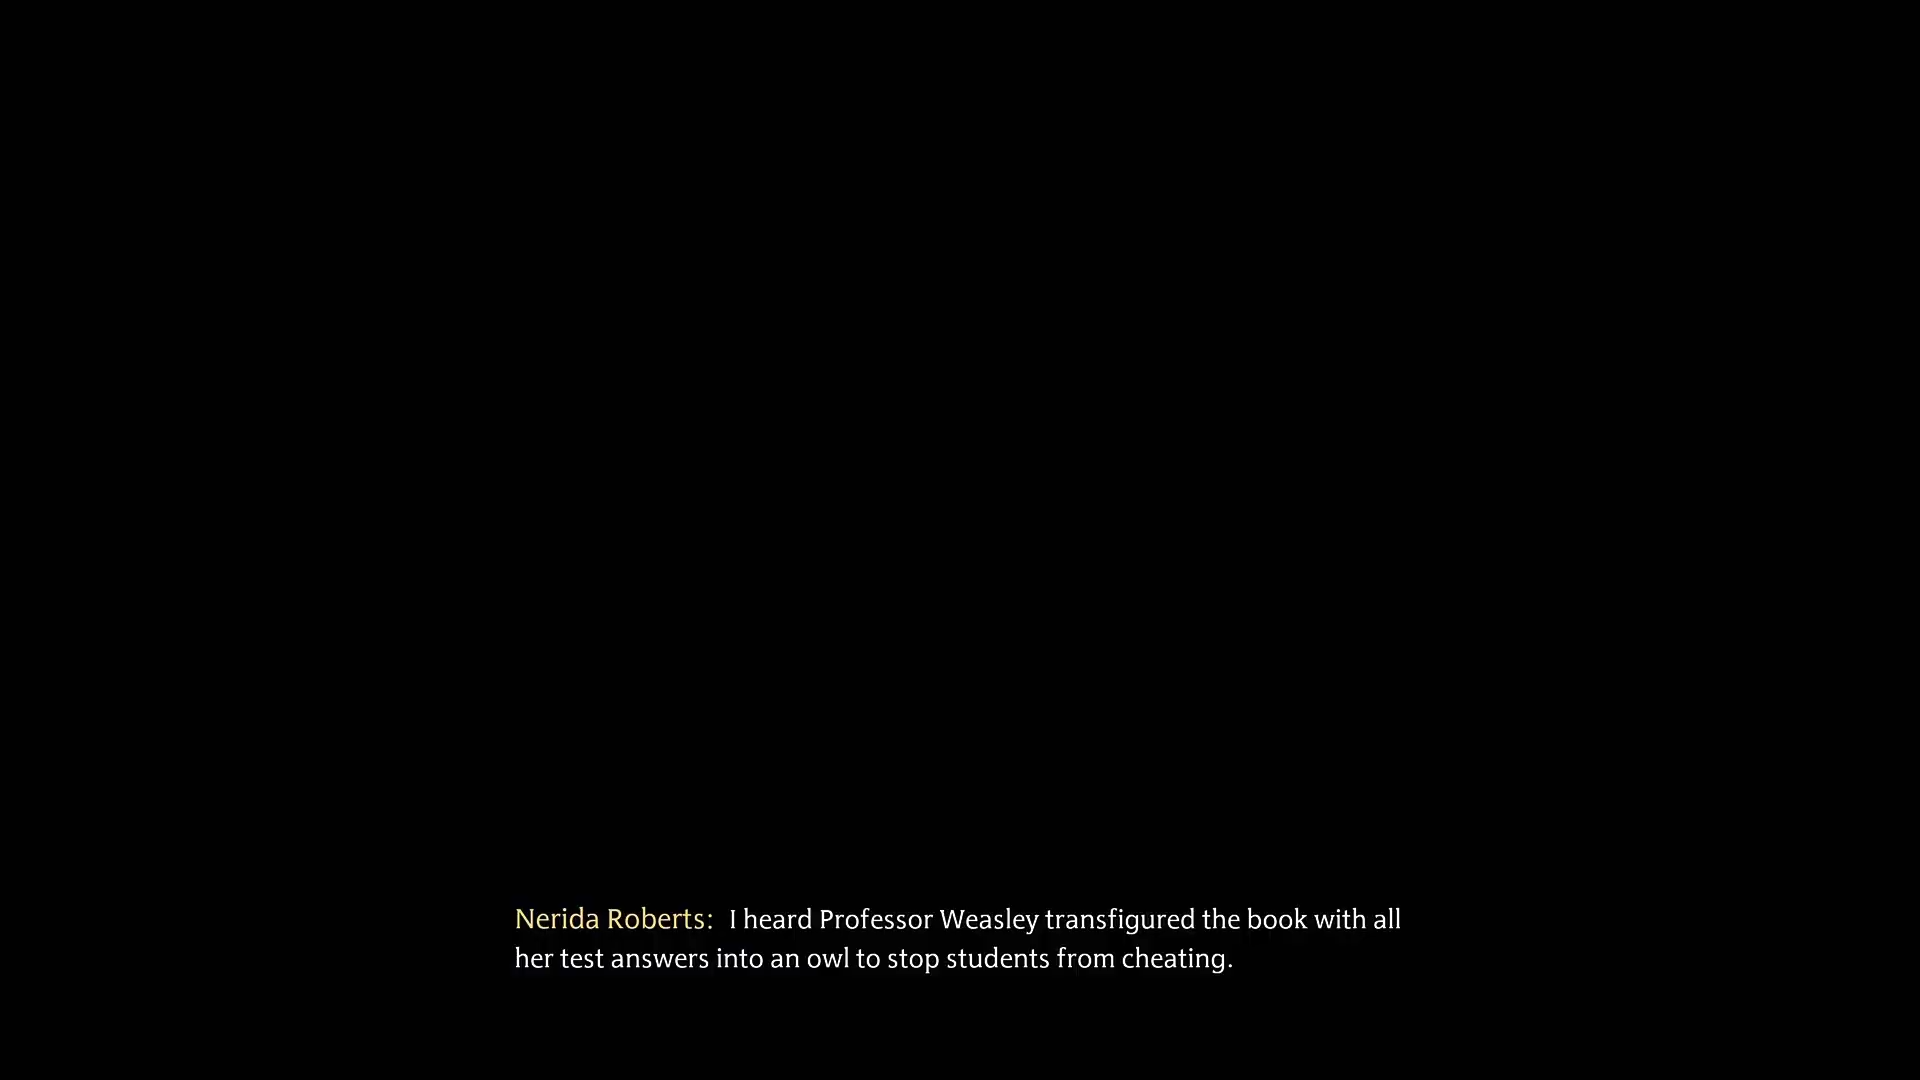 Nerida Roberts: I heard Professor Weasley transfigured the book with all
her test answers into an owl to stop students from cheating.